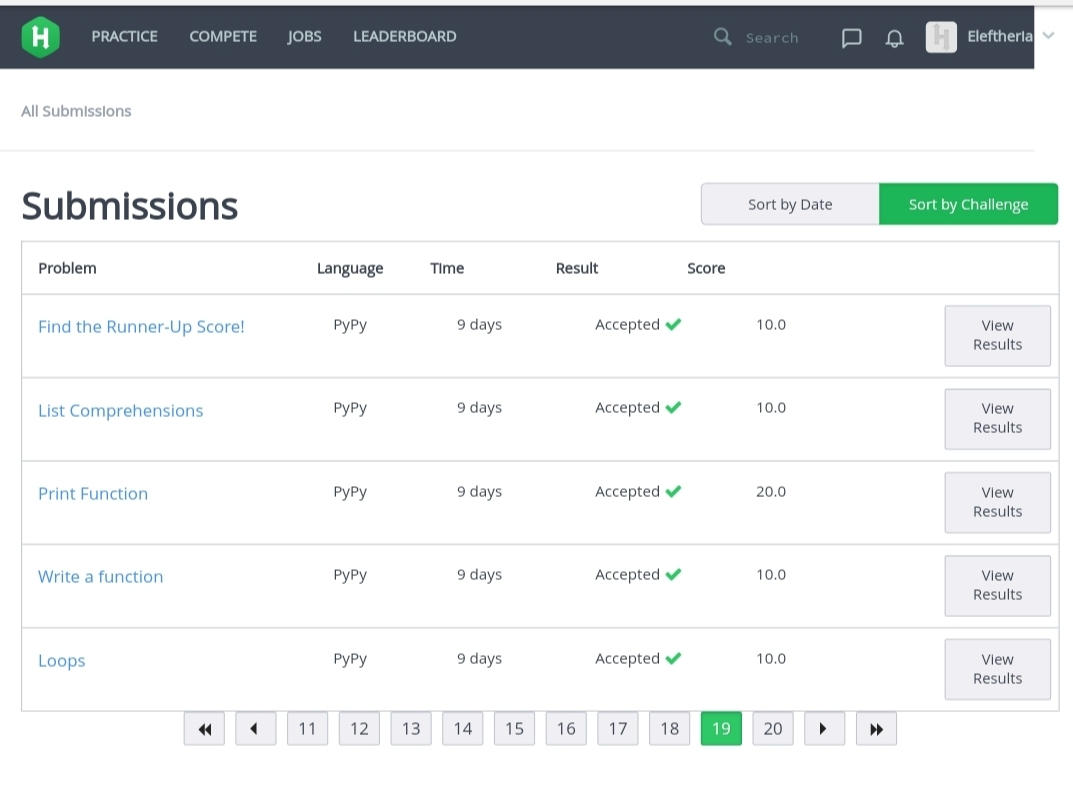 PRACTICE COMPETE JOBS LEADERBOARD Search Eleftheria
All Submissions
Submissions
Sort by Date Sort by Challenge
Problem Language Time Result Score
Find the Runner-Up Score! PyPy 9 days Accepted 10.0 View Results
List Comprehensions PyPy 9 days Accepted 10.0 View Results
Print Function PyPy 9 days Accepted 20.0 View Results
Write a function PyPy 9 days Accepted 10.0 View Results
Loops PyPy 9 days Accepted 10.0 View Results
11 12 13 14 15 16 17 18 19 20